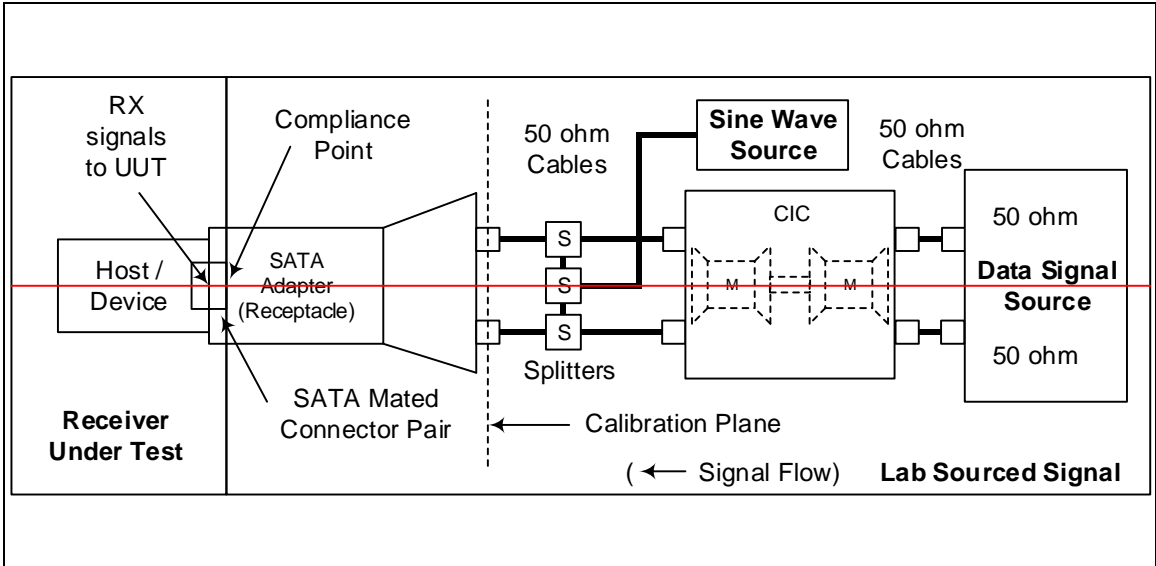 RX
signals
to UUT
Compliance
Point
50 ohm
Cables
Sine Wave
Source
50 ohm
Cables
CIC
50 ohm
S
Host /
Device
SATA
Adapter
(Receptacle)
S
M
M
Data Signal
Source
S
50 ohm
Splitters
SATA Mated
Connector Pair
Calibration Plane
Receiver
Under Test
( Signal Flow)
Lab Sourced Signal